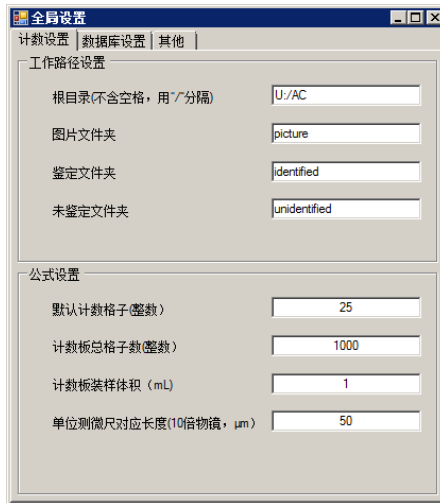 全局设置
计数设置 数据库设置 其他
工作路径设置
根目录(不含空格，用"/"分隔) U:/AC
图片文件夹 picture
鉴定文件夹 identified
未鉴定文件夹 unidentified
公式设置
默认计数格子(整数） 25
计数板总格子数(整数） 1000
计数板装样体积（mL) 1
单位测微尺对应长度(10倍物镜，μm） 50